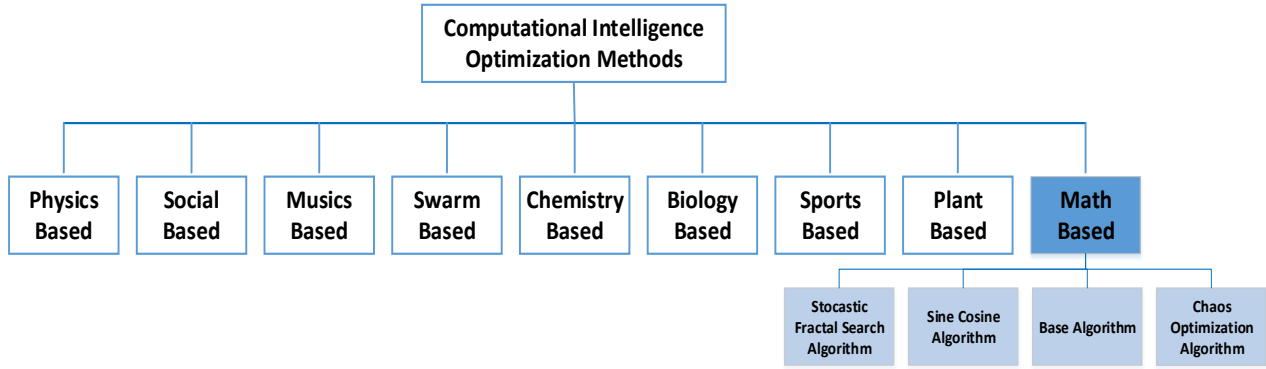 Computational Intelligence
Optimization Methods
Physics
Based
Social
Based
Musics
Based
Swarm
Based
Chemistry
Based
Biology
Based
Sports
Based
Plant
Based
Math
Based
Stocastic
Fractal Search
Algorithm
Sine Cosine
Algorithm
Base Algorithm
Chaos
Optimization
Algorithm